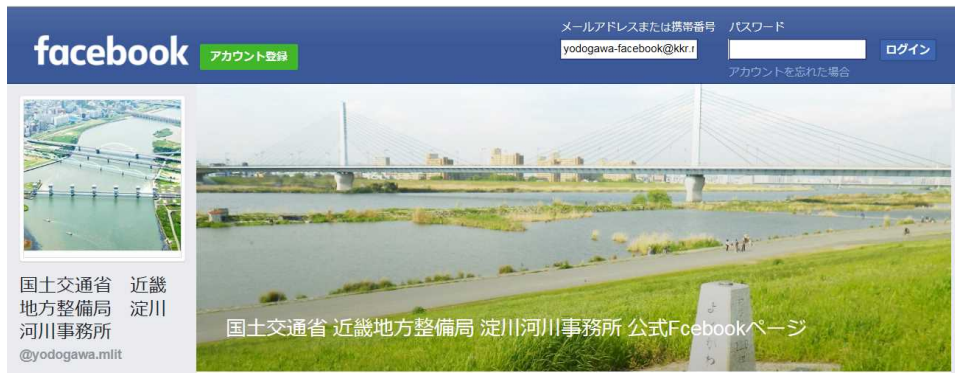 メールアドレスまたは携帯番号 パスワード
facebook アカウント登録 yodogawa-facebook@kkr.r ログイン
アカウントを忘れた場合
国土交通省 近畿
地方整備局 淀川
河川事務所
@yodogawa.mlit
国土交通省 近畿地方整備局 淀川河川事務所 公式Fcebookページ